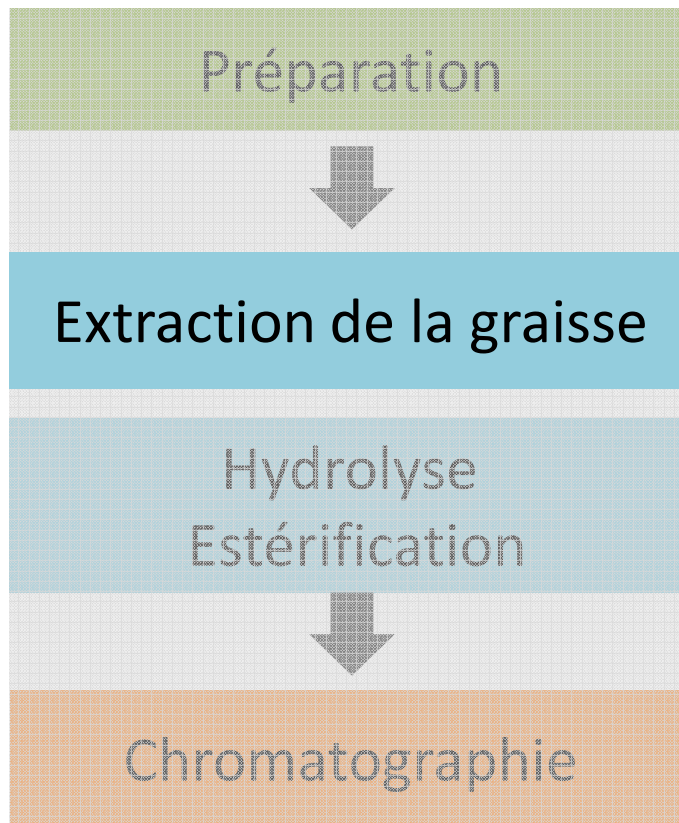 Préparation
Extraction de la graisse
Hydrolyse
Estérification
Chromatographie